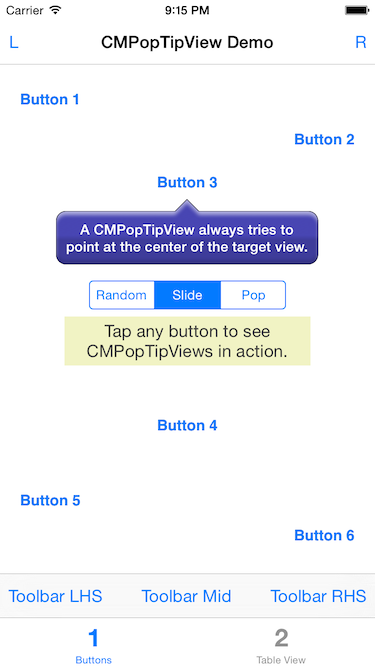 Carrier 9:15 PM
L CMPopTipView Demo R
Button 1
Button 2
Button 3
A CMPopTipView always tries to
point at the center of the target view.
Random Slide Pop
Tap any button to see
CMPopTipViews in action.
Button 4
Button 5
Button 6
Toolbar LHS Toolbar Mid Toolbar RHS
1 2
Buttons Table View